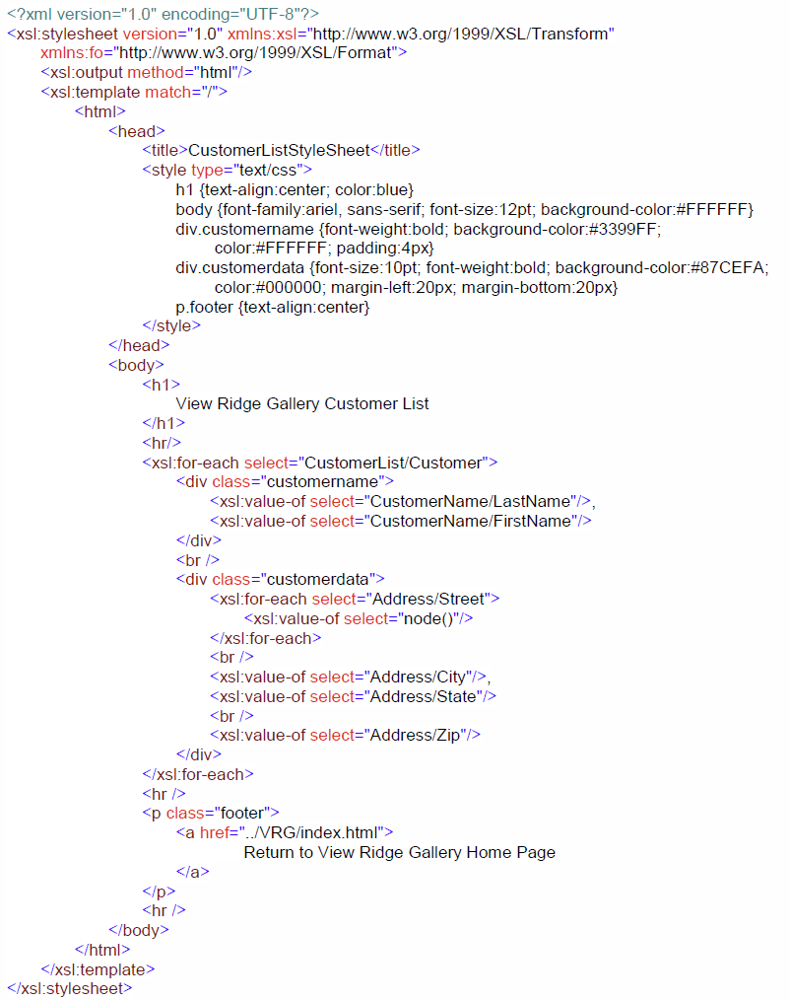 <?xml version="1.0" encoding="UTF-8"?>
<xsl:stylesheet version="1.0" xmlns:xsl="http://www.w3.org/1999/XSL/Transform"
xmlns:fo="http://www.w3.org/1999/XSL/Format">
<xsl:output method="html"/>
<xsl:template match="/">
<html>
<head>
<title>CustomerListStyleSheet</title>
<style type="text/css">
h1 {text-align:center; color:blue}
body {font-family:ariel, sans-serif; font-size:12pt; background-color:#FFFFFF}
div.customername {font-weight:bold; background-color:#3399FF;
color:#FFFFFF; padding:4px}
div.customerdata {font-size:10pt; font-weight:bold; background-color:#87CEFA;
color:#000000; margin-left:20px; margin-bottom:20px}
p.footer {text-align:center}
</style>
</head>
<body>
<h1>
View Ridge Gallery Customer List
</h1>
<hr/>
<xsl:for-each select="CustomerList/Customer">
<div class="customername">
<xsl:value-of select="CustomerName/LastName"/>,
<xsl:value-of select="CustomerName/FirstName"/>
</div>
<br />
<div class="customerdata">
<xsl:for-each select="Address/Street">
<xsl:value-of select="node()"/>
</xsl:for-each>
<br />
<xsl:value-of select="Address/City"/>,
<xsl:value-of select="Address/State"/>
<br />
<xsl:value-of select="Address/Zip"/>
</div>
</xsl:for-each>
<hr />
<p class="footer">
<a href="../VRG/index.html">
Return to View Ridge Gallery Home Page
</a>
</p>
<hr />
</body>
</html>
</xsl:template>
</xsl:stylesheet>